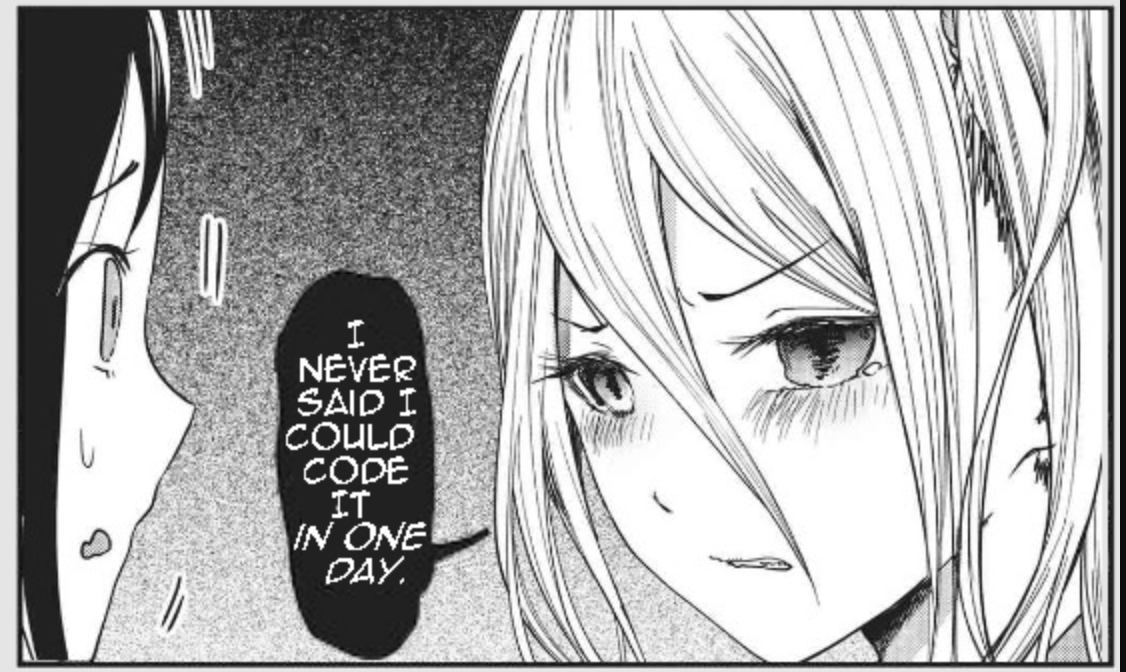 I
NEVER
SAID I
COULD
CODE
IT
IN ONE
DAY.